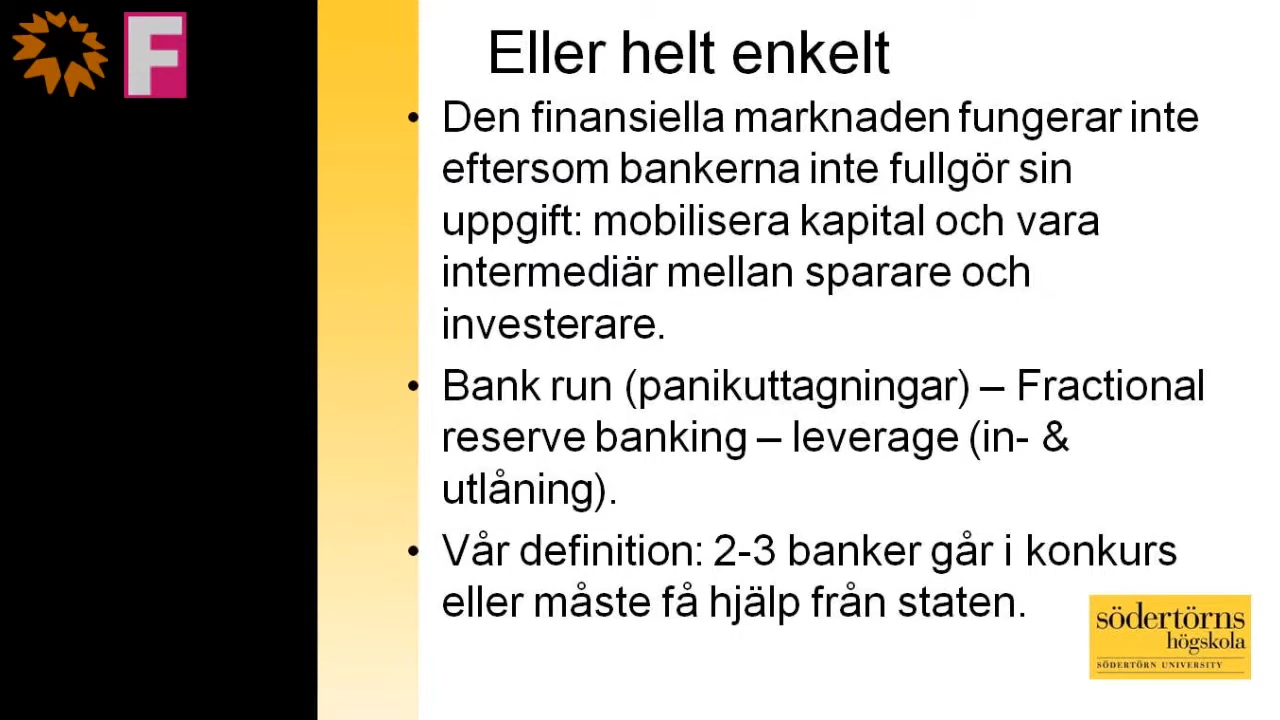 F
Eller helt enkelt
• Den finansiella marknaden fungerar inte
eftersom bankerna inte fullgör sin
uppgift: mobilisera kapital och vara
intermediär mellan sparare och
investerare.
• Bank run (panikuttagningar) – Fractional
reserve banking – leverage (in- &
utlåning).
• Vår definition: 2-3 banker går i konkurs
eller måste få hjälp från staten.
södertörns
högskola
SÖDERTÖRN UNIVERSITY